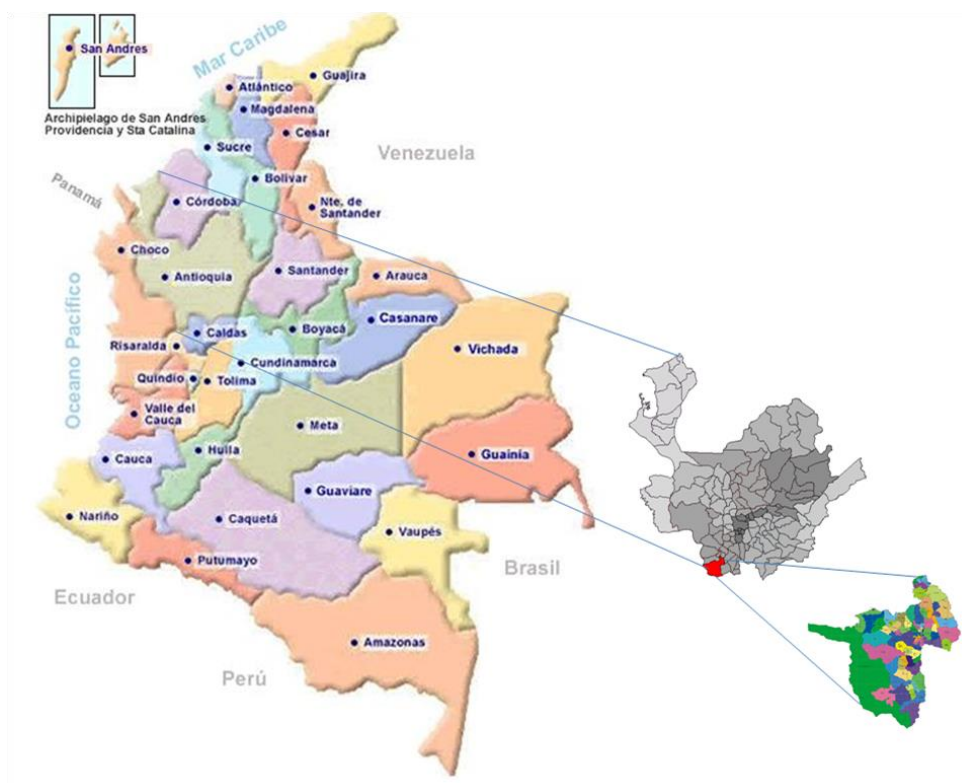 San Andres
Archipielago de San Andres
Providencia y Sta Catalina
Mar Caribe
Guajira
Atlántico
Magdalena
Cesar
Sucre
Venezuela
Bolivar
Panamá
Córdoba
Nte. de
Santander
Choco
Antioquia
Santander
Arauca
Oceano Pacífico
Casanare
Boyacá
Caldas
Risaralda
Cundinamarca
Vichada
Quindío
Tolima
Valle del
Cauca
Meta
Huila
Cauca
Guainía
Guaviare
Nariño
Caquetá
Vaupés
Putumayo
Brasil
Ecuador
Amazonas
Perú